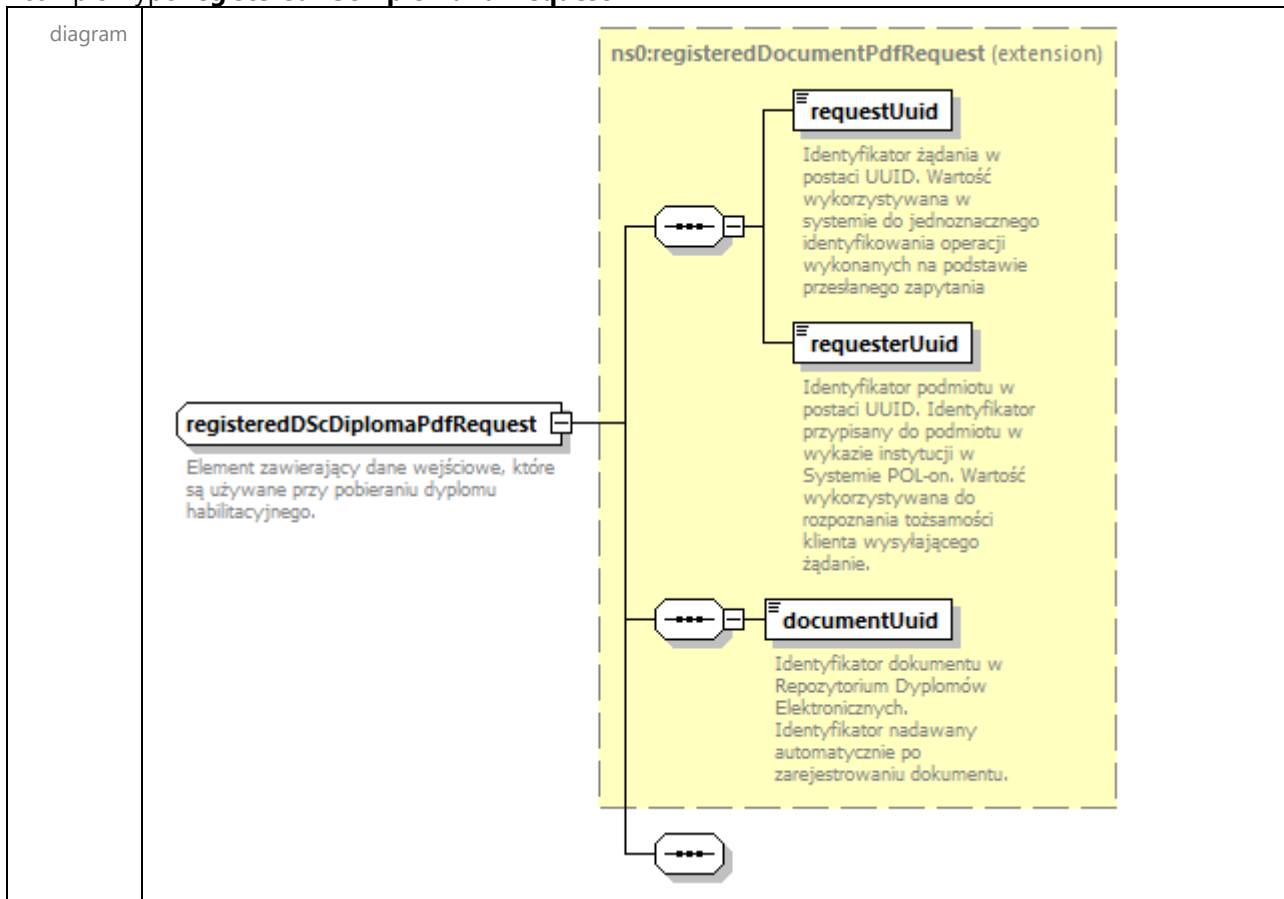 diagram
ns0:registeredDocumentPdfRequest (extension)
requestUuid
Identyfikator żądania w
postaci UUID. Wartość
wykorzystywana w
systemie do jednoznacznego
identyfikowania operacji
wykonanych na podstawie
przesłanego zapytania
requesterUuid
Identyfikator podmiotu w
postaci UUID. Identyfikator
przypisany do podmiotu w
wykazie instytucji w
Systemie POL-on. Wartość
wykorzystywana do
rozpoznania tożsamości
klienta wysyłającego
żądanie.
registeredDScDiplomaPdfRequest
Element zawierający dane wejściowe, które
są używane przy pobieraniu dyplomu
habilitacyjnego.
documentUuid
Identyfikator dokumentu w
Repozytorium Dyplomów
Elektronicznych.
Identyfikator nadawany
automatycznie po
zarejestrowaniu dokumentu.